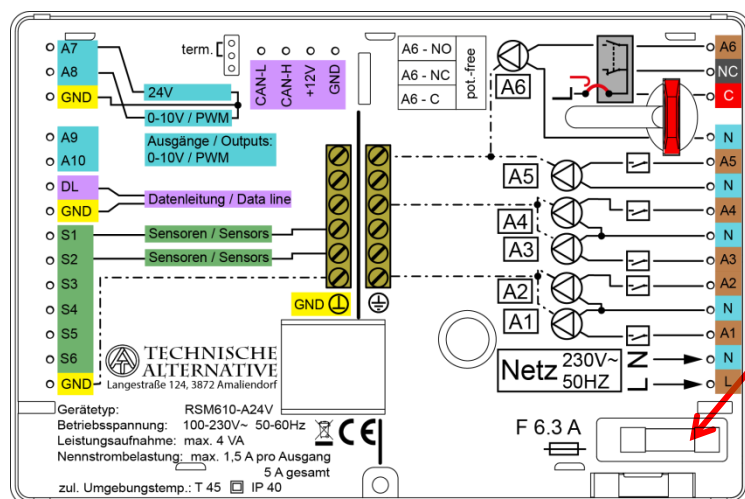 A7
A8
GND
A9
A10
DL
GND
S1
S2
S3
S4
S5
S6
GND
term.
CAN-L
CAN-H
+12V
GND
24V
0-10V / PWM
Ausgänge / Outputs:
0-10V / PWM
Datenleitung / Data line
Sensoren / Sensors
Sensoren / Sensors
GND
A6 - NO
A6 - NC
A6 - C
pot.-free
A6
A5
A4
A3
A2
A1
A6
NC
C
N
A5
N
A4
N
A3
A2
N
A1
N
L
Netz 230V~
50HZ
L N
F 6.3 A
TECHNISCHE
ALTERNATIVE
Langestraße 124, 3872 Amaliendorf
Gerätetyp: RSM610-A24V
Betriebsspannung: 100-230V~ 50-60Hz
Leistungsaufnahme: max. 4 VA
Nennstrombelastung: max. 1,5 A pro Ausgang
5 A gesamt
zul. Umgebungstemp.: T 45 IP 40
CE